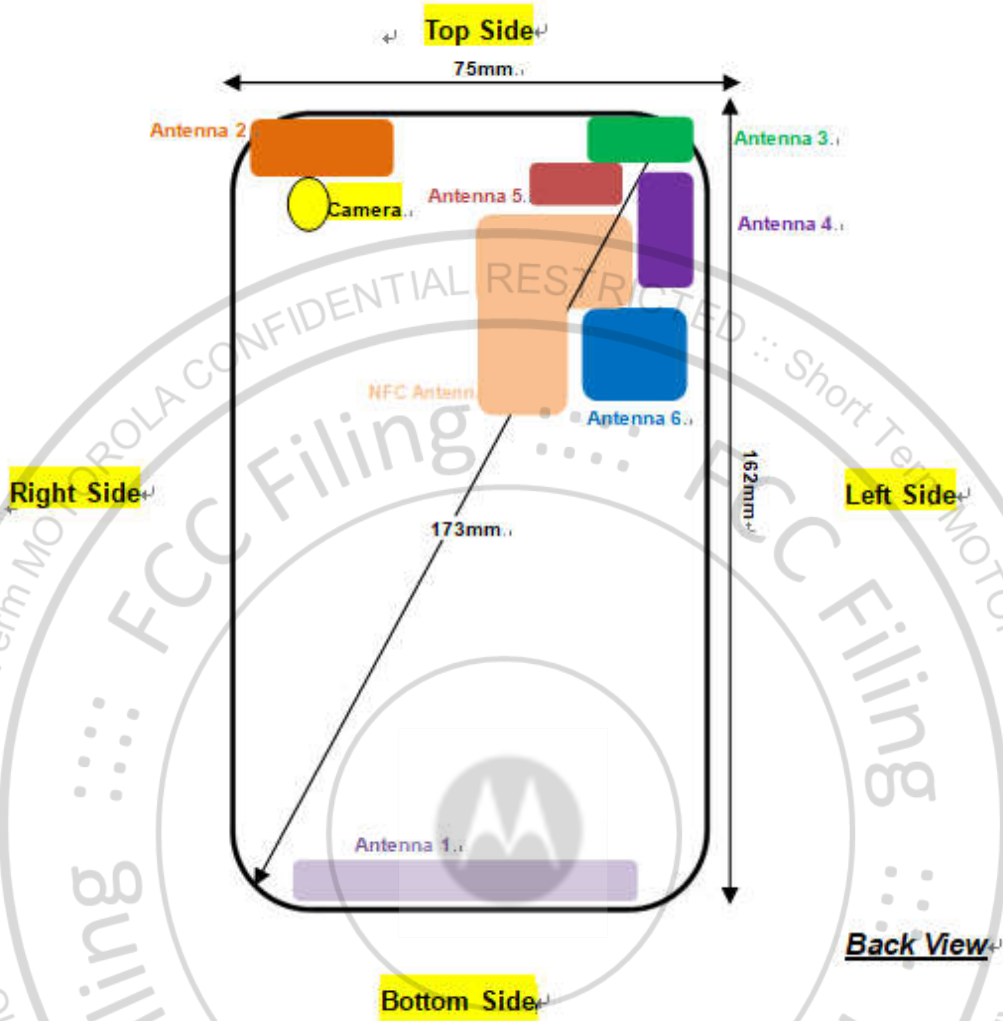 Top Side
75mm
Antenna 2
Antenna 3
Camera
Antenna 5
Antenna 4
MOTOROLA CONFIDENTIAL RESTRICTED :: Short Term MOTOROLA
NFC Antenn
Antenna 6
FCC Filing :::: FCC Filing
162mm
Right Side
Left Side
173mm
Antenna 1
Back View
Bottom Side